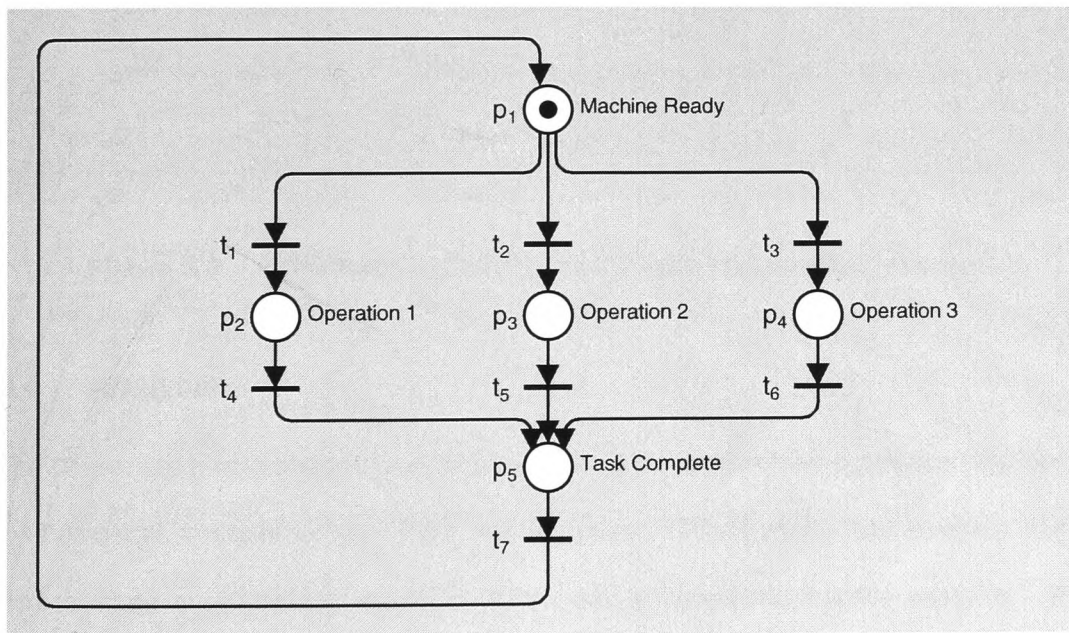 p1 Machine Ready
t1 t2 t3
p2 Operation 1 p3 Operation 2 p4 Operation 3
t4 t5 t6
p5 Task Complete
t7